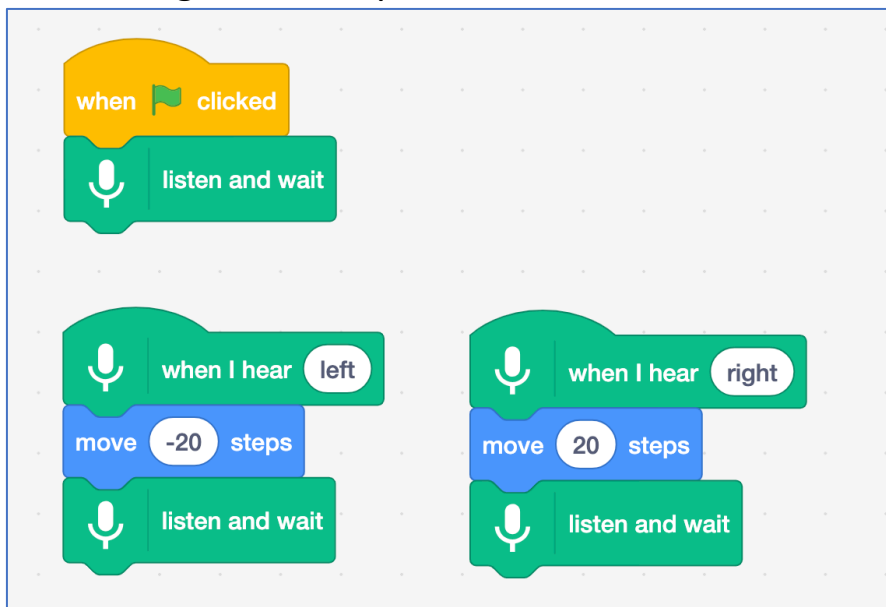 when clicked
listen and wait
when I hear left
move -20 steps
listen and wait
when I hear right
move 20 steps
listen and wait